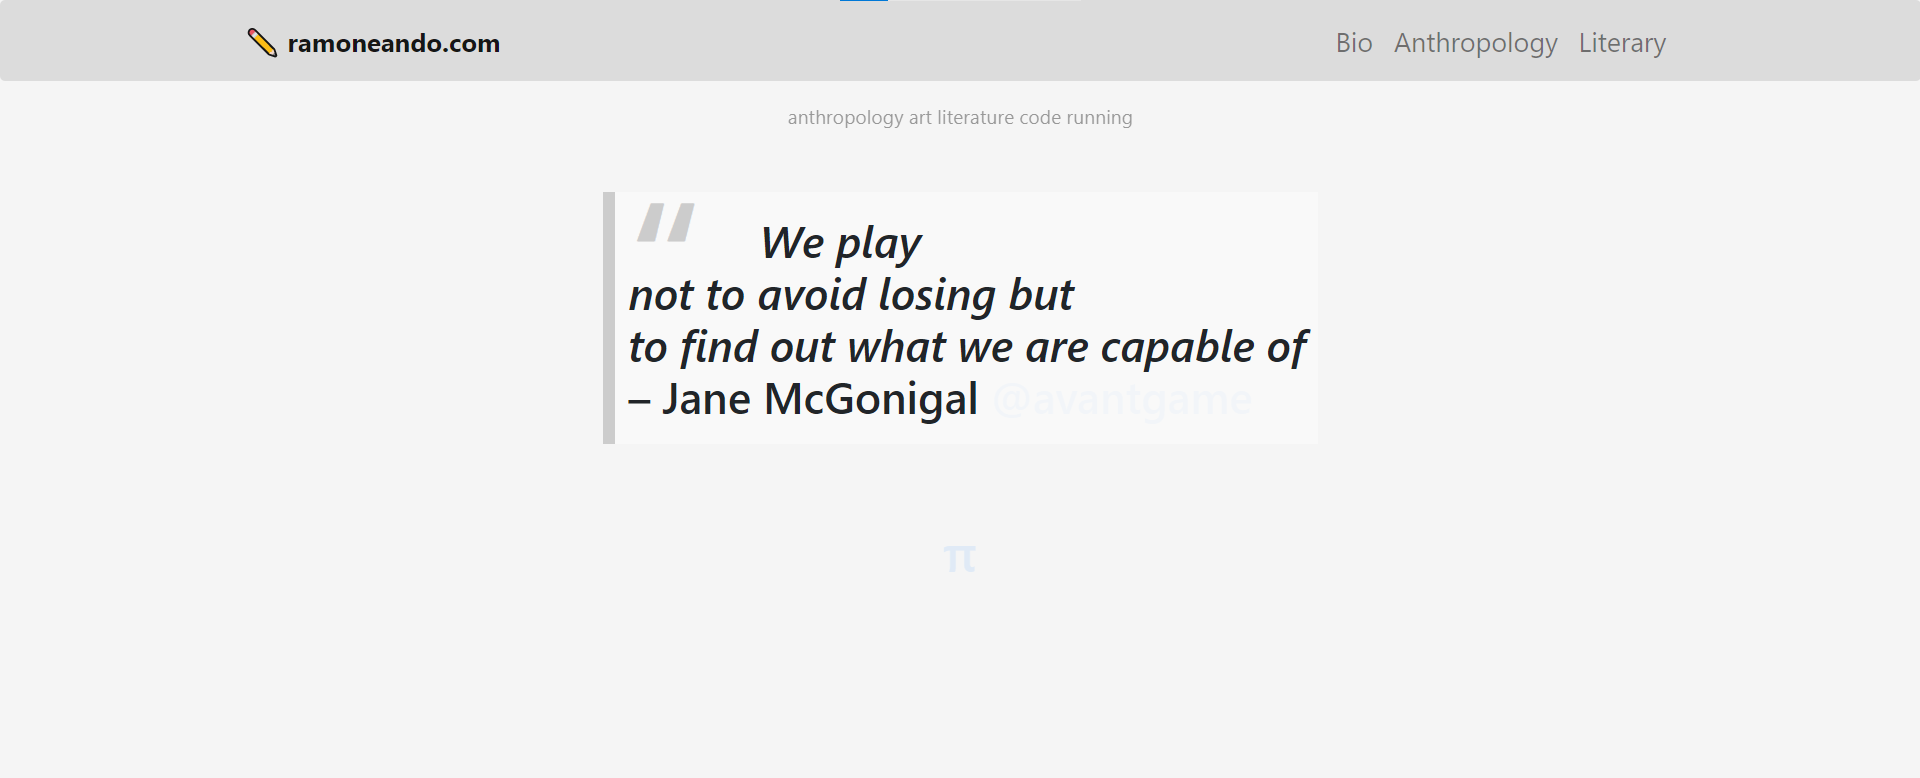 ✏️ ramoneando.com
Bio Anthropology Literary
anthropology art literature code running
“ We play
not to avoid losing but
to find out what we are capable of
– Jane McGonigal @avantgame
π